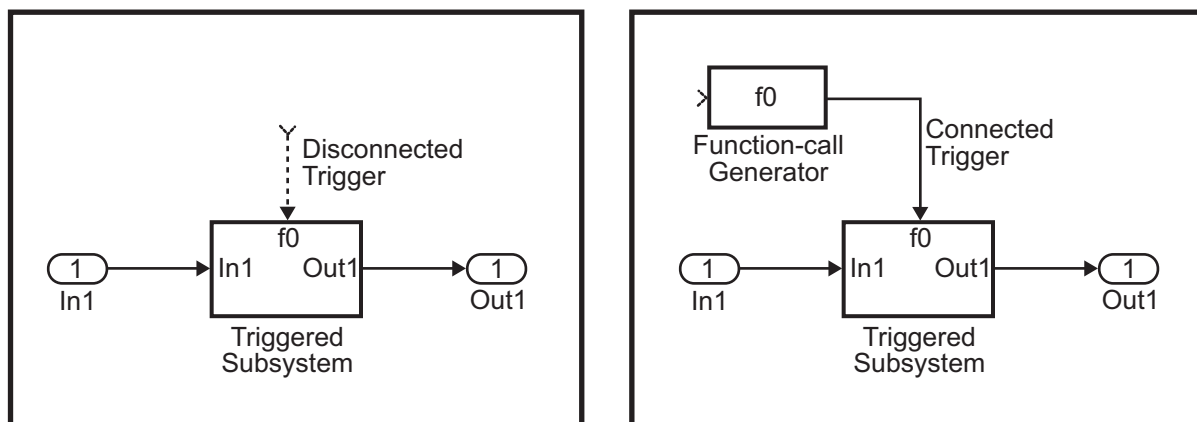 Disconnected
Trigger
f0
1
In1
In1
Out1
1
Out1
Triggered
Subsystem
f0
Function-call
Generator
Connected
Trigger
f0
1
In1
In1
Out1
1
Out1
Triggered
Subsystem